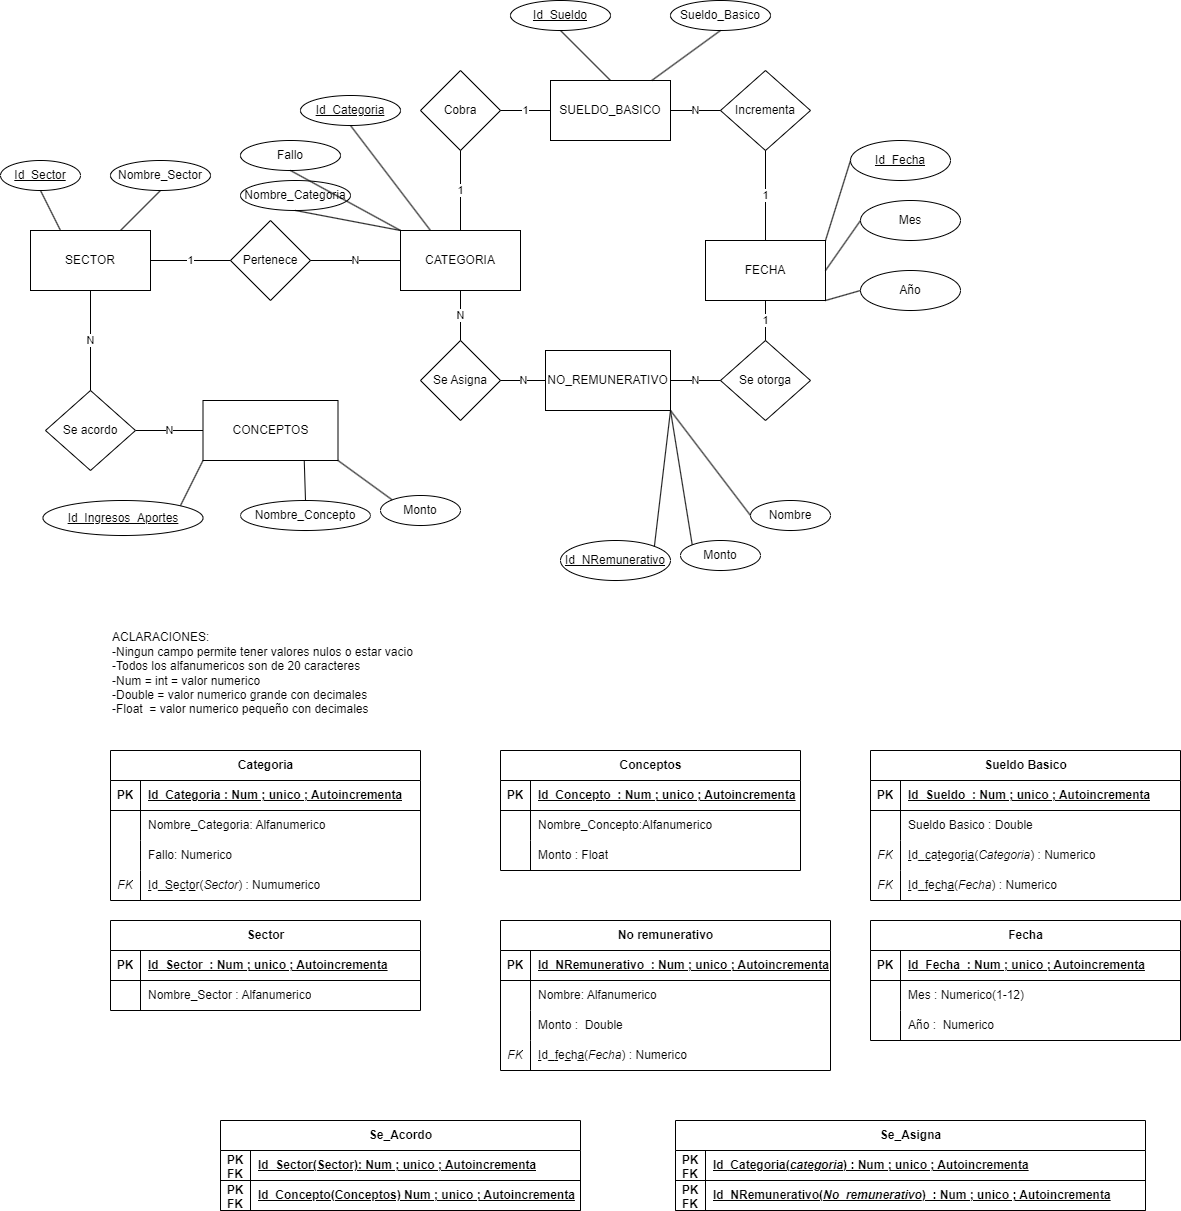 Id_Sueldo
Sueldo_Basico
Cobra
1
SUELDO_BASICO
N
Incrementa
Id_Categoria
Fallo
Nombre_Categoria
Id_Sector
Nombre_Sector
1
1
Id_Fecha
Mes
Año
SECTOR
1
Pertenece
N
CATEGORIA
FECHA
N
N
1
Se Asigna
N
NO_REMUNERATIVO
N
Se otorga
Se acordo
N
CONCEPTOS
Id_Ingresos_Aportes
Nombre_Concepto
Monto
Id_NRemunerativo
Monto
Nombre
ACLARACIONES:
-Ningun campo permite tener valores nulos o estar vacio
-Todos los alfanumericos son de 20 caracteres
-Num = int = valor numerico
-Double = valor numerico grande con decimales
-Float  = valor numerico pequeño con decimales
Categoria
PK Id_Categoria : Num ; unico ; Autoincrementa
Nombre_Categoria: Alfanumerico
Fallo: Numerico
FK Id_Sector(Sector) : Numumerico
Conceptos
PK Id_Concepto  : Num ; unico ; Autoincrementa
Nombre_Concepto:Alfanumerico
Monto : Float
Sueldo Basico
PK Id_Sueldo  : Num ; unico ; Autoincrementa
Sueldo Basico : Double
FK Id_categoria(Categoria) : Numerico
FK Id_fecha(Fecha) : Numerico
Sector
PK Id_Sector  : Num ; unico ; Autoincrementa
Nombre_Sector : Alfanumerico
No remunerativo
PK Id_NRemunerativo  : Num ; unico ; Autoincrementa
Nombre: Alfanumerico
Monto :  Double
FK Id_fecha(Fecha) : Numerico
Fecha
PK Id_Fecha  : Num ; unico ; Autoincrementa
Mes : Numerico(1-12)
Año :  Numerico
Se_Acordo
PK FK Id_Sector(Sector): Num ; unico ; Autoincrementa
PK FK Id_Concepto(Conceptos) Num ; unico ; Autoincrementa
Se_Asigna
PK FK Id_Categoria(categoria) : Num ; unico ; Autoincrementa
PK FK Id_NRemunerativo(No_remunerativo)  : Num ; unico ; Autoincrementa